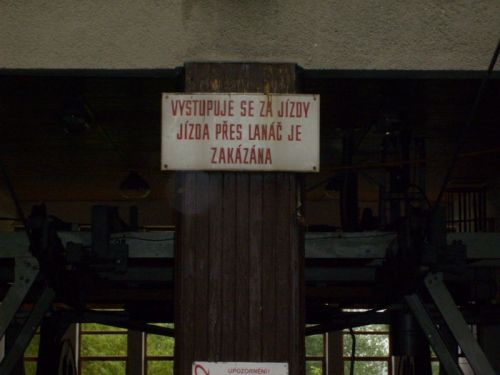 VYSTUPUJE SE ZA JÍZDY
JÍZDA PŘES LANÁČ JE
ZAKÁZÁNA
UPOZORNĚNÍ